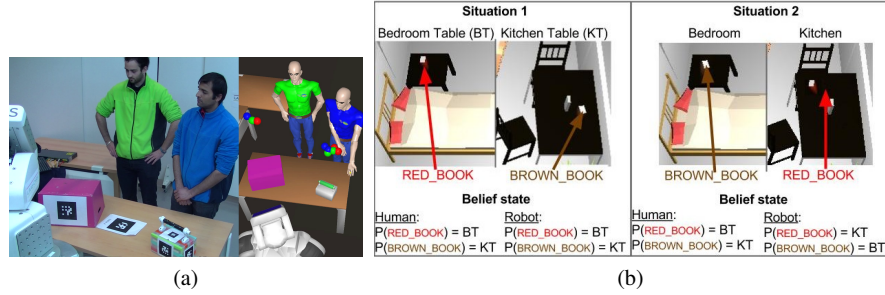 Situation 1
Bedroom Table (BT) Kitchen Table (KT)
RED_BOOK
BROWN_BOOK
Belief state
Human:
P(RED_BOOK) = BT
P(BROWN_BOOK) = KT
Robot:
P(RED_BOOK) = BT
P(BROWN_BOOK) = KT
Situation 2
Bedroom
Kitchen
BROWN_BOOK
RED_BOOK
Belief state
Human:
P(RED_BOOK) = BT
P(BROWN_BOOK) = KT
Robot:
P(RED_BOOK) = KT
P(BROWN_BOOK) = BT
(a)
(b)